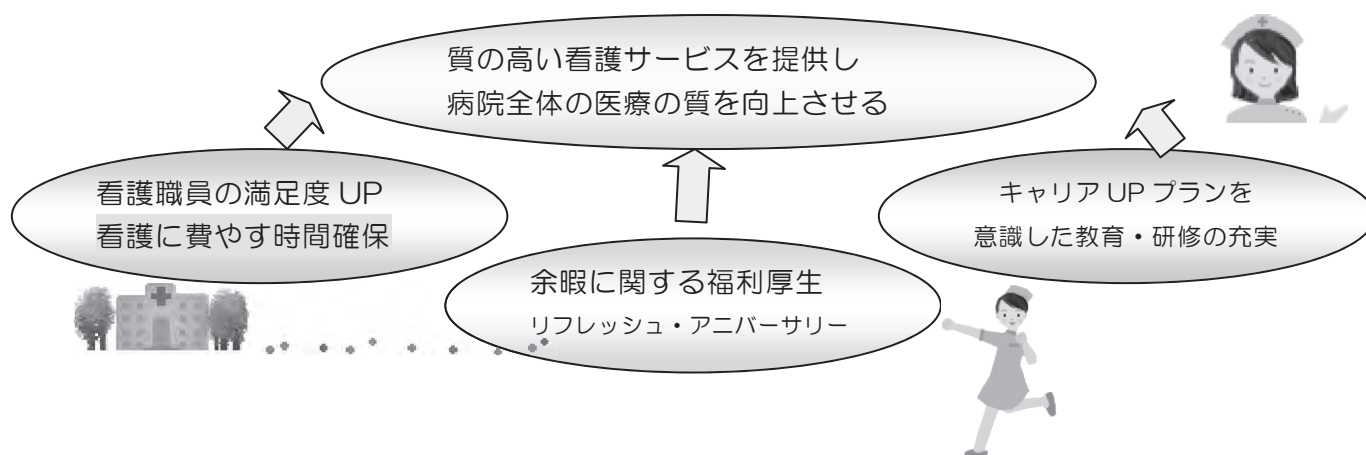 質の高い看護サービスを提供し
病院全体の医療の質を向上させる
看護職員の満足度 UP
看護に費やす時間確保
余暇に関する福利厚生
リフレッシュ・アニバーサリー
キャリア UP プランを
意識した教育・研修の充実